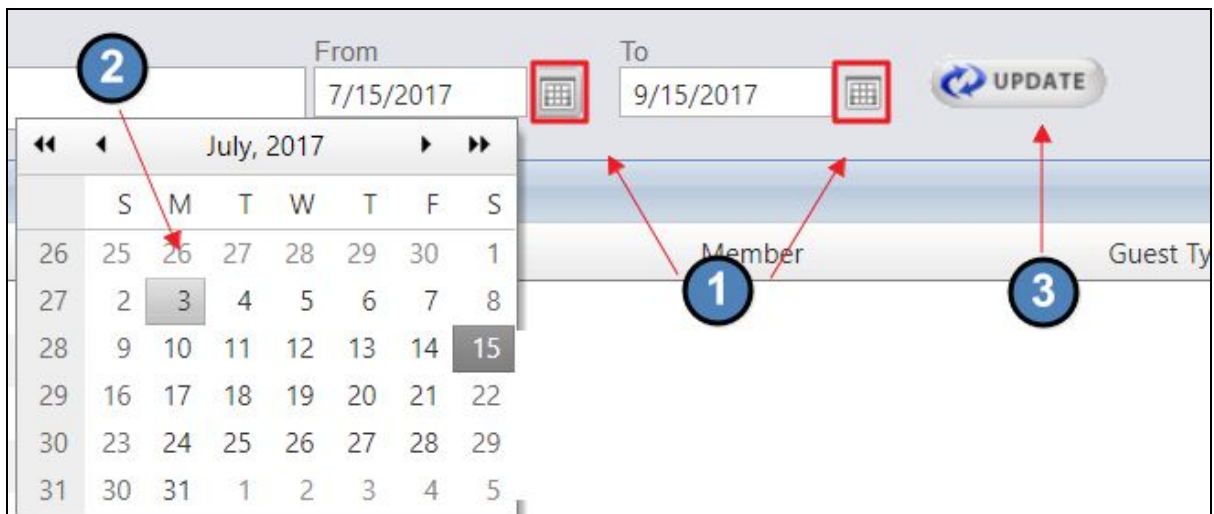 From To
2 7/15/2017 9/15/2017 UPDATE
July, 2017
S M T W T F S
26 25 26 27 28 29 30 1 Member Guest Ty
27 2 3 4 5 6 7 8 1 3
28 9 10 11 12 13 14 15
29 16 17 18 19 20 21 22
30 23 24 25 26 27 28 29
31 30 31 1 2 3 4 5